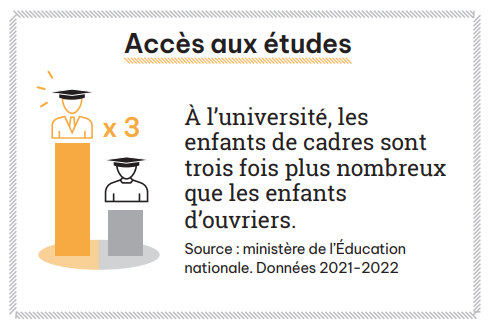 Accès aux études
x 3
À l’université, les
enfants de cadres sont
trois fois plus nombreux
que les enfants
d’ouvriers.
Source : ministère de l’Éducation
nationale. Données 2021-2022